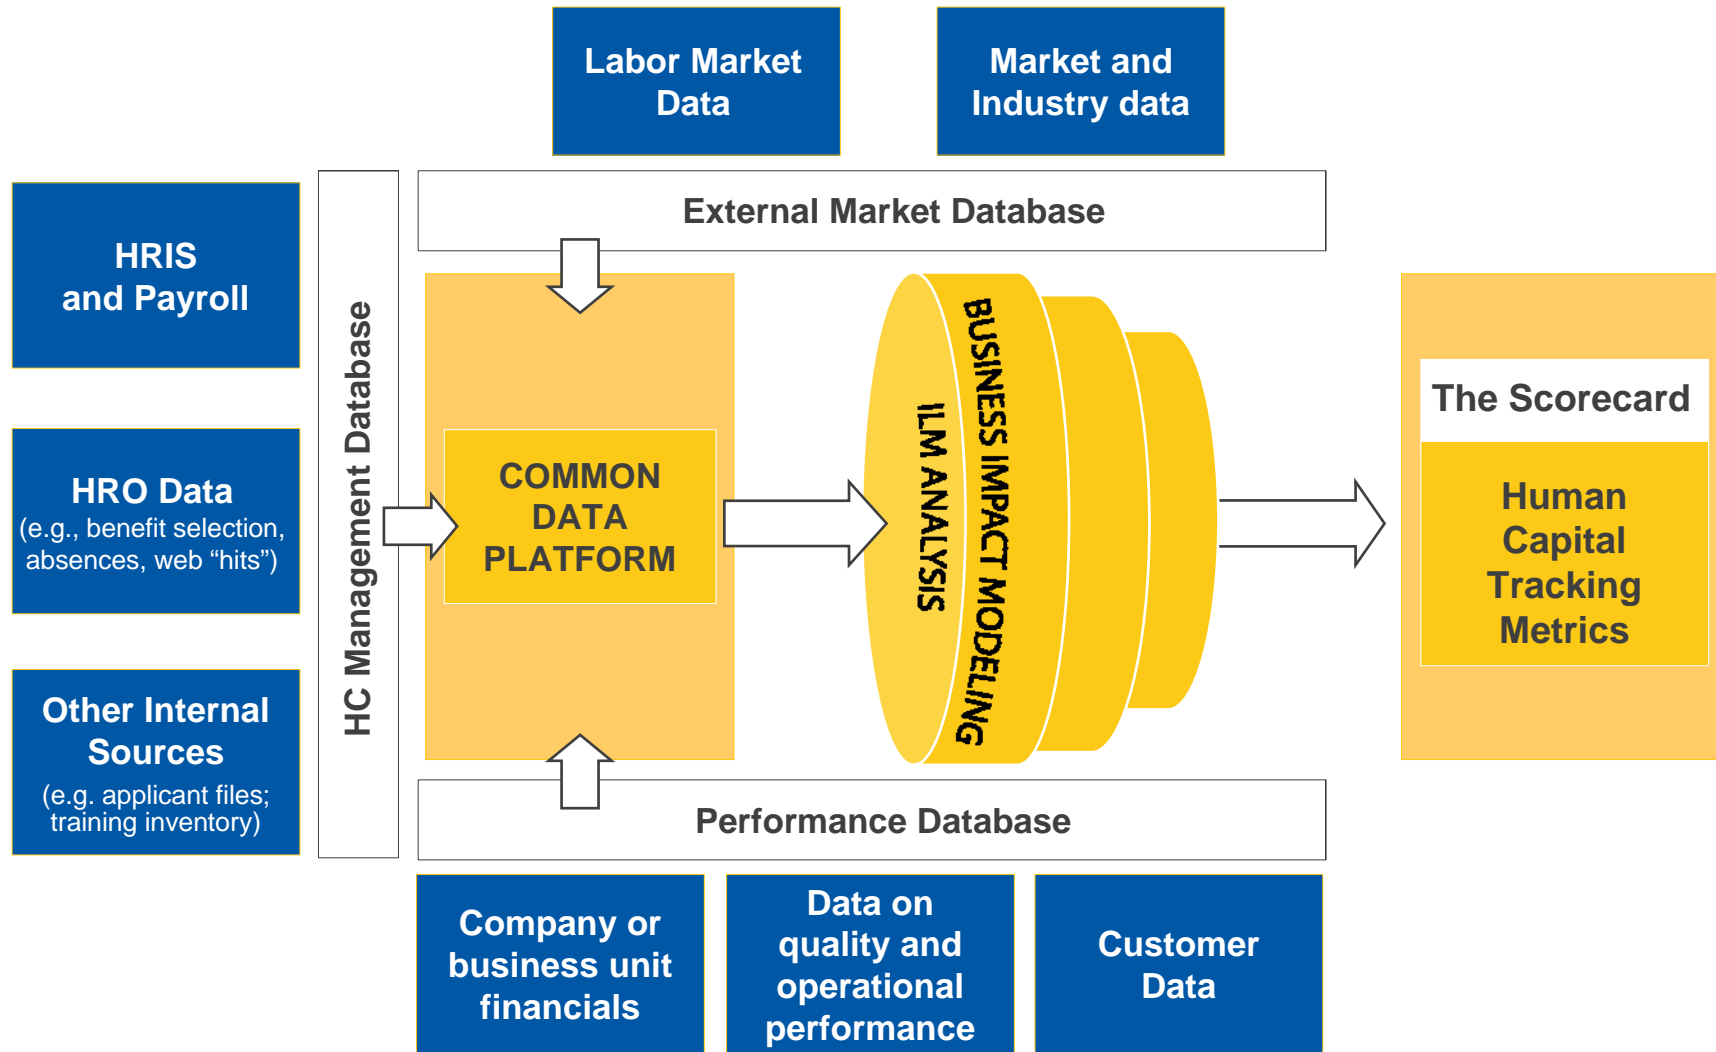 Labor Market
Data
Market and
Industry data
External Market Database
HRIS
and Payroll
HRO Data
(e.g., benefit selection,
absences, web “hits”)
Other Internal
Sources
(e.g. applicant files;
training inventory)
HC Management Database
COMMON
DATA
PLATFORM
ILM ANALYSIS
BUSINESS IMPACT MODELING
The Scorecard
Human
Capital
Tracking
Metrics
Performance Database
Company or
business unit
financials
Data on
quality and
operational
performance
Customer
Data